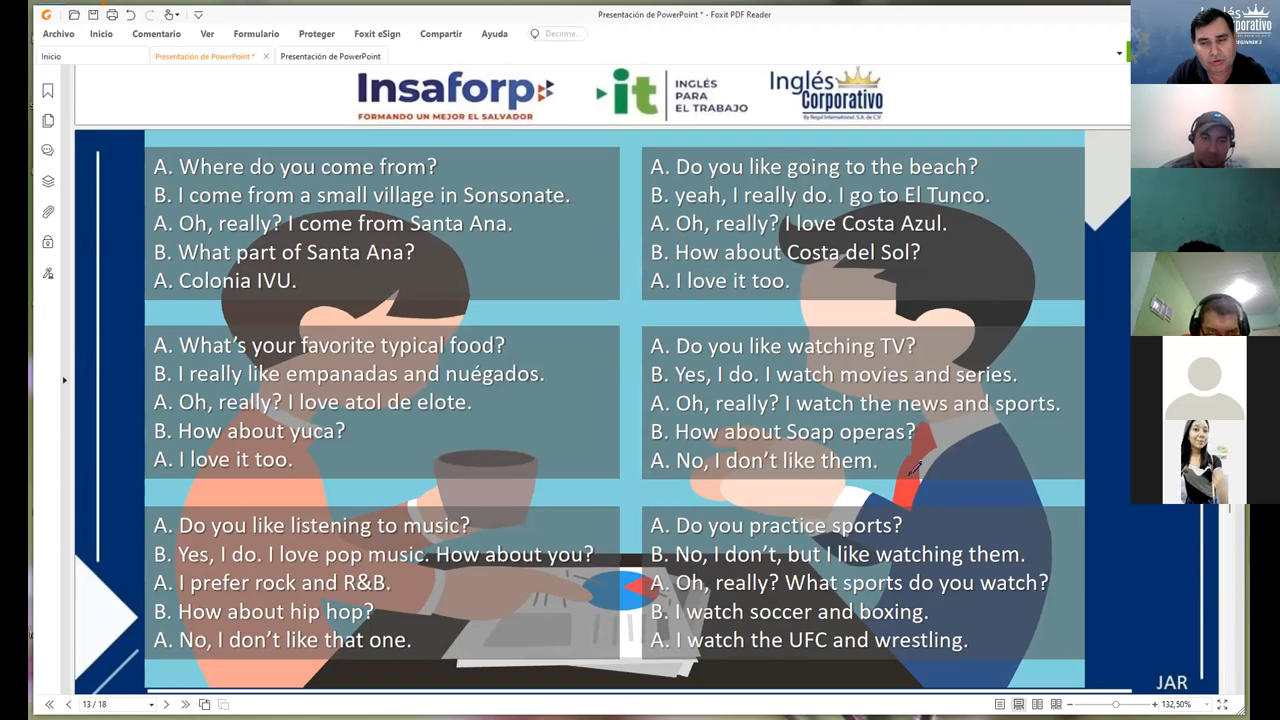 Presentación de PowerPoint * - Foxit PDF Reader
Archivo Inicio Comentario Ver Formulario Proteger Foxit eSign Compartir Ayuda Decirme...
Inicio Presentación de PowerPoint * Presentación de PowerPoint
Insaforp
FORMANDO UN MEJOR EL SALVADOR
it
INGLÉS
PARA
EL TRABAJO
Inglés
Corporativo
By Regal International, S.A. de C.V
A. Where do you come from?
B. I come from a small village in Sonsonate.
A. Oh, really? I come from Santa Ana.
B. What part of Santa Ana?
A. Colonia IVU.
A. What's your favorite typical food?
B. I really like empanadas and nuégados.
A. Oh, really? I love atol de elote.
B. How about yuca?
A. I love it too.
A. Do you like listening to music?
B. Yes, I do. I love pop music. How about you?
A. I prefer rock and R&B.
B. How about hip hop?
A. No, I don't like that one.
A. Do you like going to the beach?
B. yeah, I really do. I go to El Tunco.
A. Oh, really? I love Costa Azul.
B. How about Costa del Sol?
A. I love it too.
A. Do you like watching TV?
B. Yes, I do. I watch movies and series.
A. Oh, really? I watch the news and sports.
B. How about Soap operas?
A. No, I don't like them.
A. Do you practice sports?
B. No, I don't, but I like watching them.
A. Oh, really? What sports do you watch?
B. I watch soccer and boxing.
A. I watch the UFC and wrestling.
JAR
13 / 18
132,50%
Inglés
Corporativo
BEGINNER 2